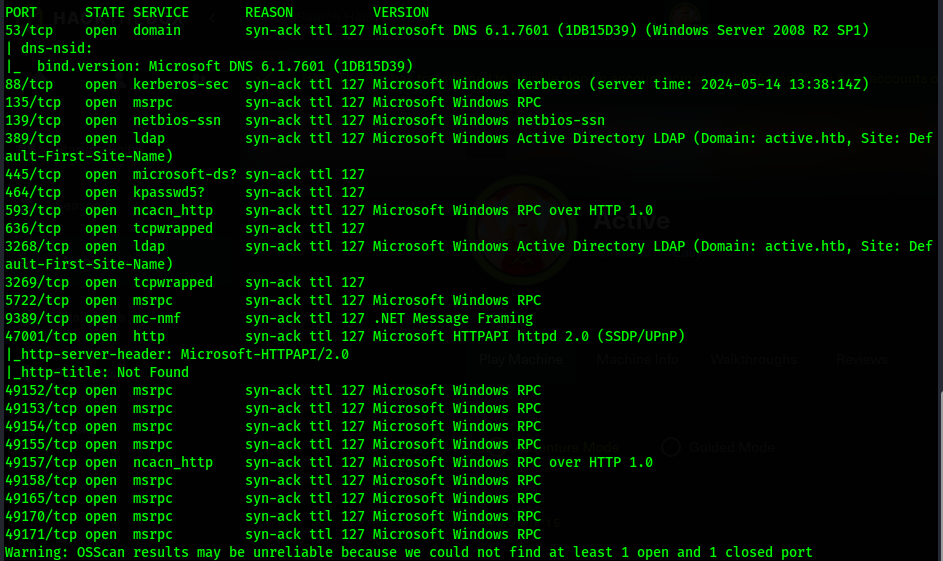 PORT      STATE SERVICE       REASON          VERSION
53/tcp    open  domain        syn-ack ttl 127 Microsoft DNS 6.1.7601 (1DB15D39) (Windows Server 2008 R2 SP1)
| dns-nsid:
|_  bind.version: Microsoft DNS 6.1.7601 (1DB15D39)
88/tcp    open  kerberos-sec  syn-ack ttl 127 Microsoft Windows Kerberos (server time: 2024-05-14 13:38:14Z)
135/tcp   open  msrpc         syn-ack ttl 127 Microsoft Windows RPC
139/tcp   open  netbios-ssn   syn-ack ttl 127 Microsoft Windows netbios-ssn
389/tcp   open  ldap          syn-ack ttl 127 Microsoft Windows Active Directory LDAP (Domain: active.htb, Site: Def
ault-First-Site-Name)
445/tcp   open  microsoft-ds? syn-ack ttl 127
464/tcp   open  kpasswd5?     syn-ack ttl 127
593/tcp   open  ncacn_http    syn-ack ttl 127 Microsoft Windows RPC over HTTP 1.0
Active
636/tcp   open  tcpwrapped    syn-ack ttl 127
3268/tcp  open  ldap          syn-ack ttl 127 Microsoft Windows Active Directory LDAP (Domain: active.htb, Site: Def
ault-First-Site-Name)
3269/tcp  open  tcpwrapped    syn-ack ttl 127
5722/tcp  open  msrpc         syn-ack ttl 127 Microsoft Windows RPC
9389/tcp  open  mc-nmf        syn-ack ttl 127 .NET Message Framing
47001/tcp open  http          syn-ack ttl 127 Microsoft HTTPAPI httpd 2.0 (SSDP/UPnP)
|_http-server-header: Microsoft-HTTPAPI/2.0
Play Machine Machine Info Walkthroughs Reviews
|_http-title: Not Found
49152/tcp open  msrpc         syn-ack ttl 127 Microsoft Windows RPC
49153/tcp open  msrpc         syn-ack ttl 127 Microsoft Windows RPC
49154/tcp open  msrpc         syn-ack ttl 127 Microsoft Windows RPC
49155/tcp open  msrpc         syn-ack ttl 127 Microsoft Windows RPC
Guided Mode
49157/tcp open  ncacn_http    syn-ack ttl 127 Microsoft Windows RPC over HTTP 1.0
49158/tcp open  msrpc         syn-ack ttl 127 Microsoft Windows RPC
49165/tcp open  msrpc         syn-ack ttl 127 Microsoft Windows RPC
49170/tcp open  msrpc         syn-ack ttl 127 Microsoft Windows RPC
49171/tcp open  msrpc         syn-ack ttl 127 Microsoft Windows RPC
Warning: OSScan results may be unreliable because we could not find at least 1 open and 1 closed port